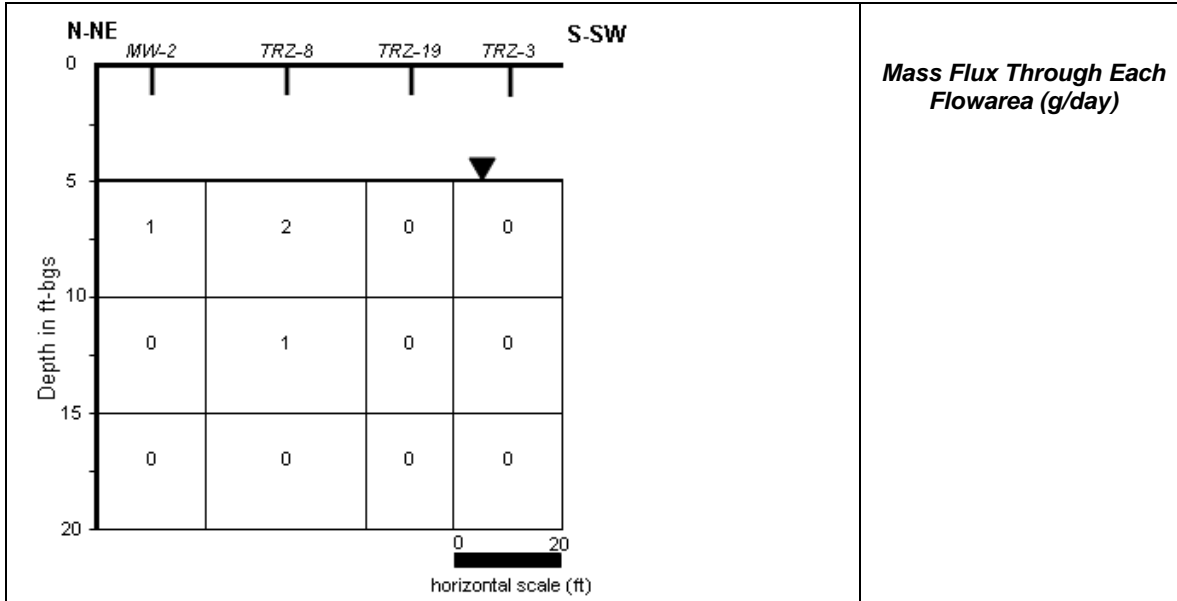 N-NE S-SW
MW-2 TRZ-8 TRZ-19 TRZ-3
0
Mass Flux Through Each
Flowarea (g/day)
5
1 2 0 0
10
0 1 0 0
15
0 0 0 0
20
Depth in ft-bgs
0 20
horizontal scale (ft)